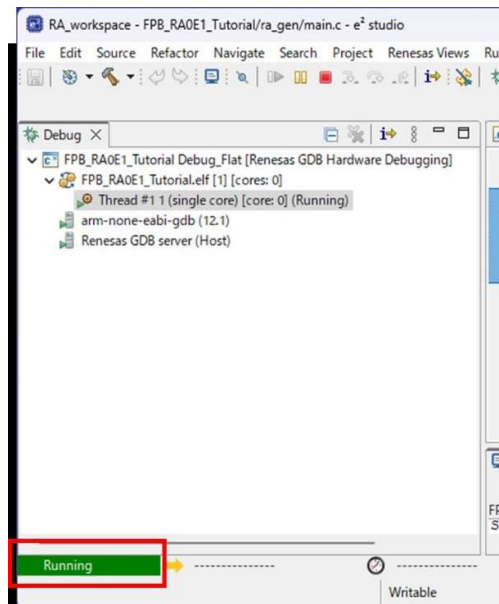 RA_workspace - FPB_RA0E1_Tutorial/ra_gen/main.c - e² studio
File Edit Source Refactor Navigate Search Project Renesas Views Ru
Debug
FPB_RA0E1_Tutorial Debug_Flat [Renesas GDB Hardware Debugging]
FPB_RA0E1_Tutorial.elf [1] [cores: 0]
Thread #1 1 (single core) [core: 0] (Running)
arm-none-eabi-gdb (12.1)
Renesas GDB server (Host)
FP
S
Running --------------- ---------------
Writable